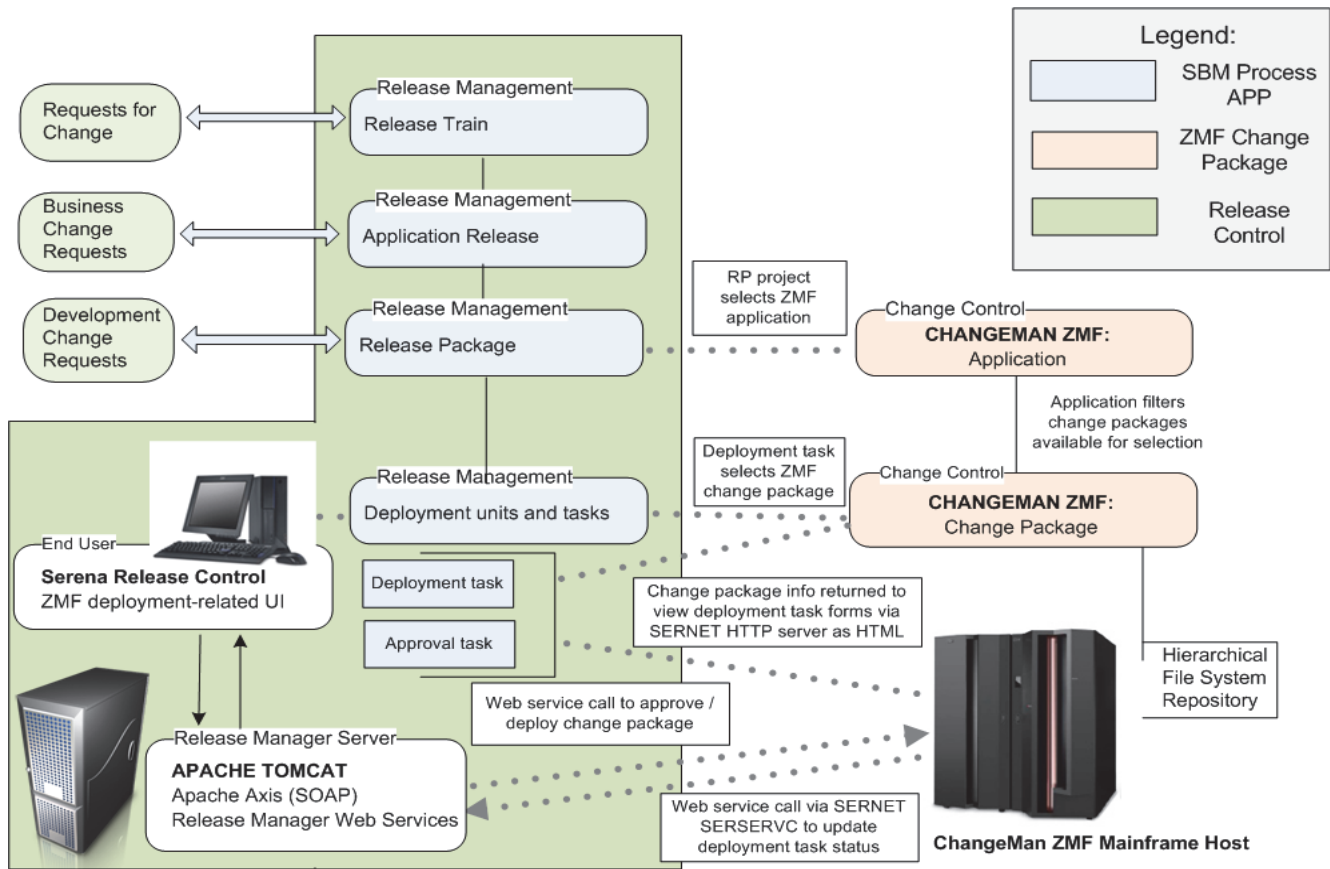 Legend:
SBM Process
APP
ZMF Change
Package
Release
Control
Requests for
Change
Release Management
Release Train
Business
Change
Requests
Release Management
Application Release
Development
Change
Requests
Release Management
Release Package
RP project
selects ZMF
application
Change Control
CHANGEMAN ZMF:
Application
Application filters
change packages
available for selection
Release Management
Deployment units and tasks
Deployment task
selects ZMF
change package
Change Control
CHANGEMAN ZMF:
Change Package
End User
Serena Release Control
ZMF deployment-related UI
Deployment task
Approval task
Change package info returned to
view deployment task forms via
SERNET HTTP server as HTML
Hierarchical
File System
Repository
Web service call to approve /
deploy change package
Release Manager Server
APACHE TOMCAT
Apache Axis (SOAP)
Release Manager Web Services
Web service call via SERNET
SERSERVC to update
deployment task status
ChangeMan ZMF Mainframe Host